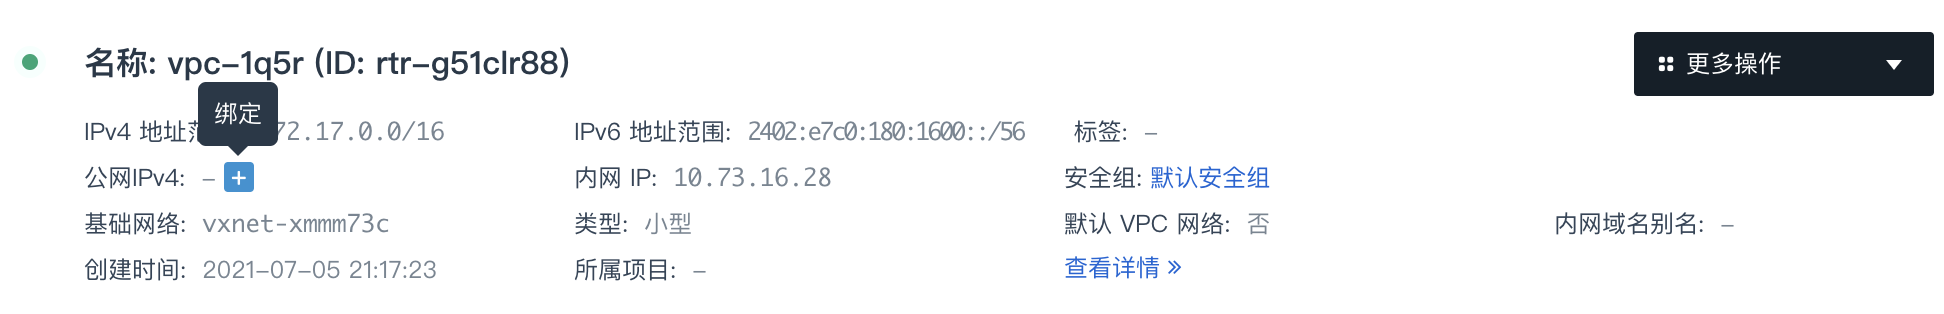 名称: vpc-1q5r (ID: rtr-g51clr88)
更多操作
绑定
IPv4 地址 72.17.0.0/16
IPv6 地址范围: 2402:e7c0:180:1600::/56
标签: –
公网IPv4: – +
内网 IP: 10.73.16.28
安全组: 默认安全组
基础网络: vxnet-xmmm73c
类型: 小型
默认 VPC 网络: 否
内网域名别名: –
创建时间: 2021-07-05 21:17:23
所属项目: –
查看详情 »